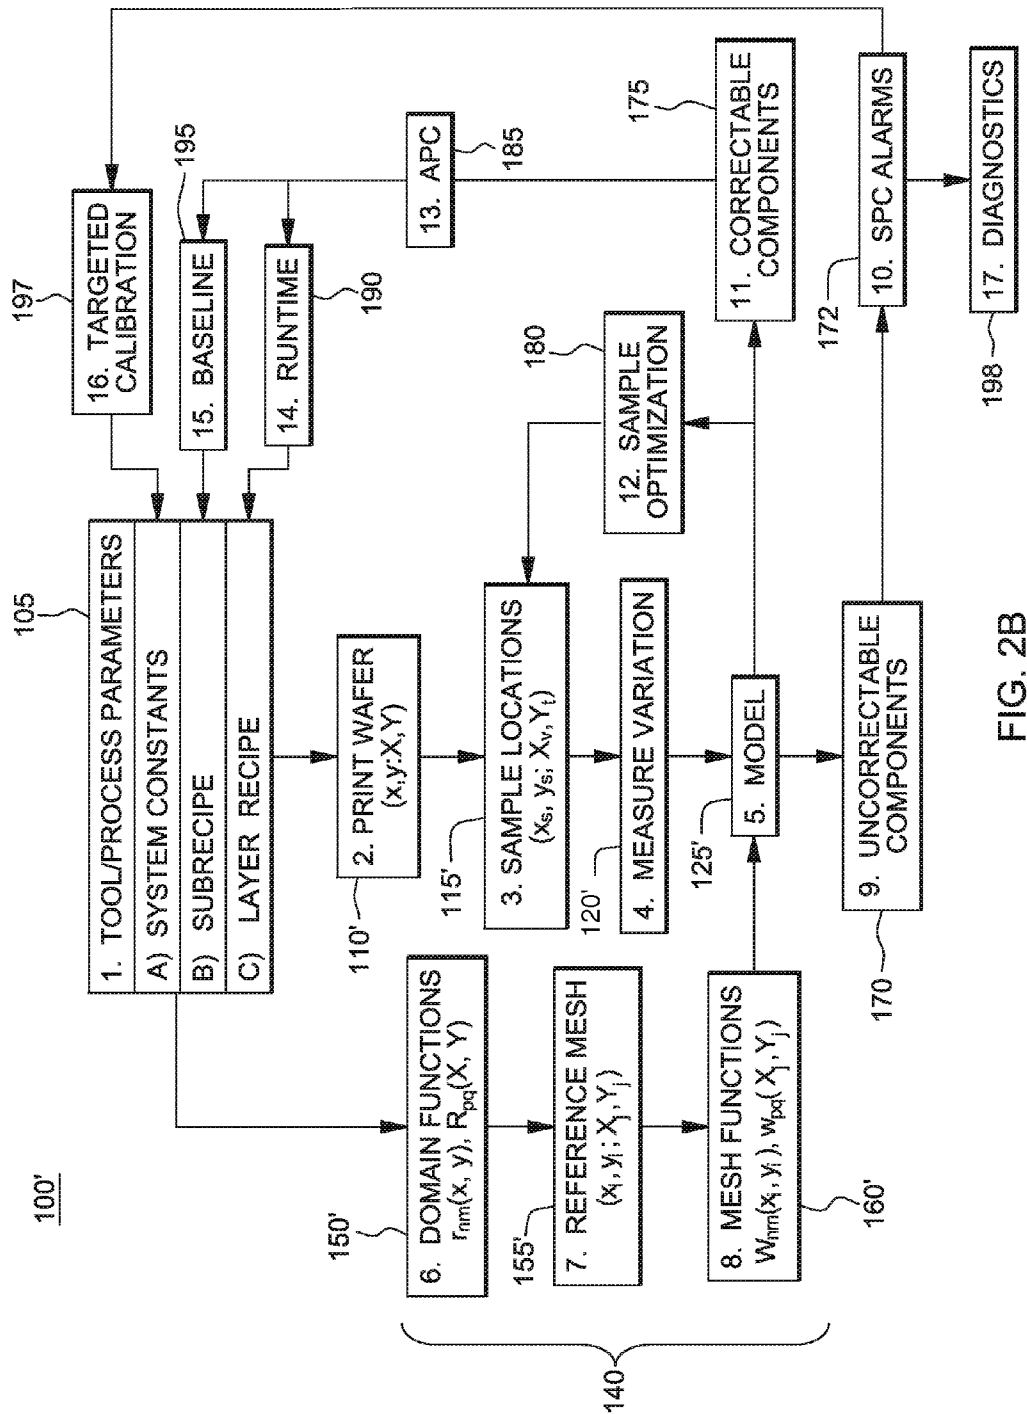 100'
105
1. TOOL/PROCESS PARAMETERS
A) SYSTEM CONSTANTS
B) SUBRECIPE
C) LAYER RECIPE
197
16. TARGETED
CALIBRATION
195
15. BASELINE
14. RUNTIME
190
110'
2. PRINT WAFER
(x,y:X,Y)
13. APC
185
150'
6. DOMAIN FUNCTIONS
rnm(x, y), Rpq(X, Y)
115'
3. SAMPLE LOCATIONS
(xs, ys; Xv, Yt)
155'
7. REFERENCE MESH
(xi, yi ; Xj, Yj)
120'
4. MEASURE VARIATION
180
12. SAMPLE
OPTIMIZATION
140
8. MESH FUNCTIONS
Wnm(xi, yi), wpq( Xj, Yj)
160'
125'
5. MODEL
175
11. CORRECTABLE
COMPONENTS
170
9. UNCORRECTABLE
COMPONENTS
172
10. SPC ALARMS
198
17. DIAGNOSTICS
FIG. 2B